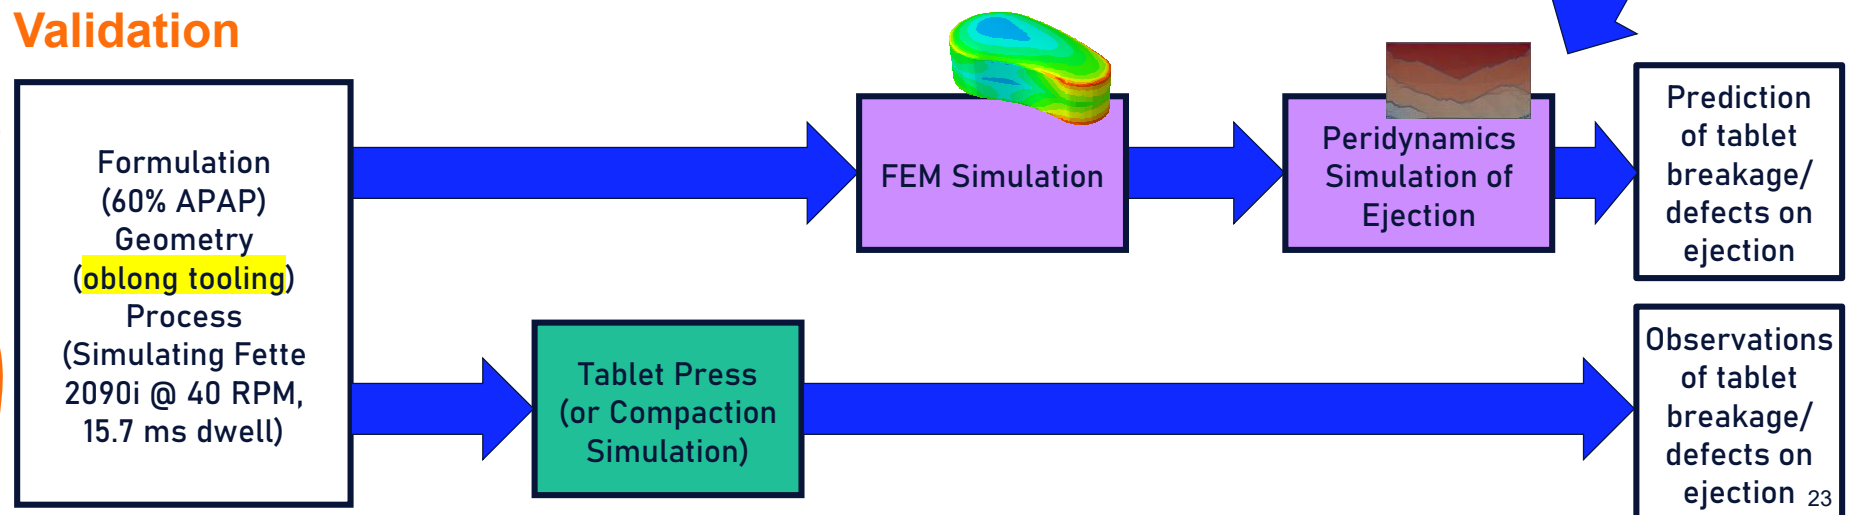 Validation
Formulation
(60% APAP)
Geometry
(oblong tooling)
Process
(Simulating Fette
2090i @ 40 RPM,
15.7 ms dwell)
FEM Simulation
Peridynamics
Simulation of
Ejection
Prediction
of tablet
breakage/
defects on
ejection
Tablet Press
(or Compaction
Simulation)
Observations
of tablet
breakage/
defects on
ejection
23